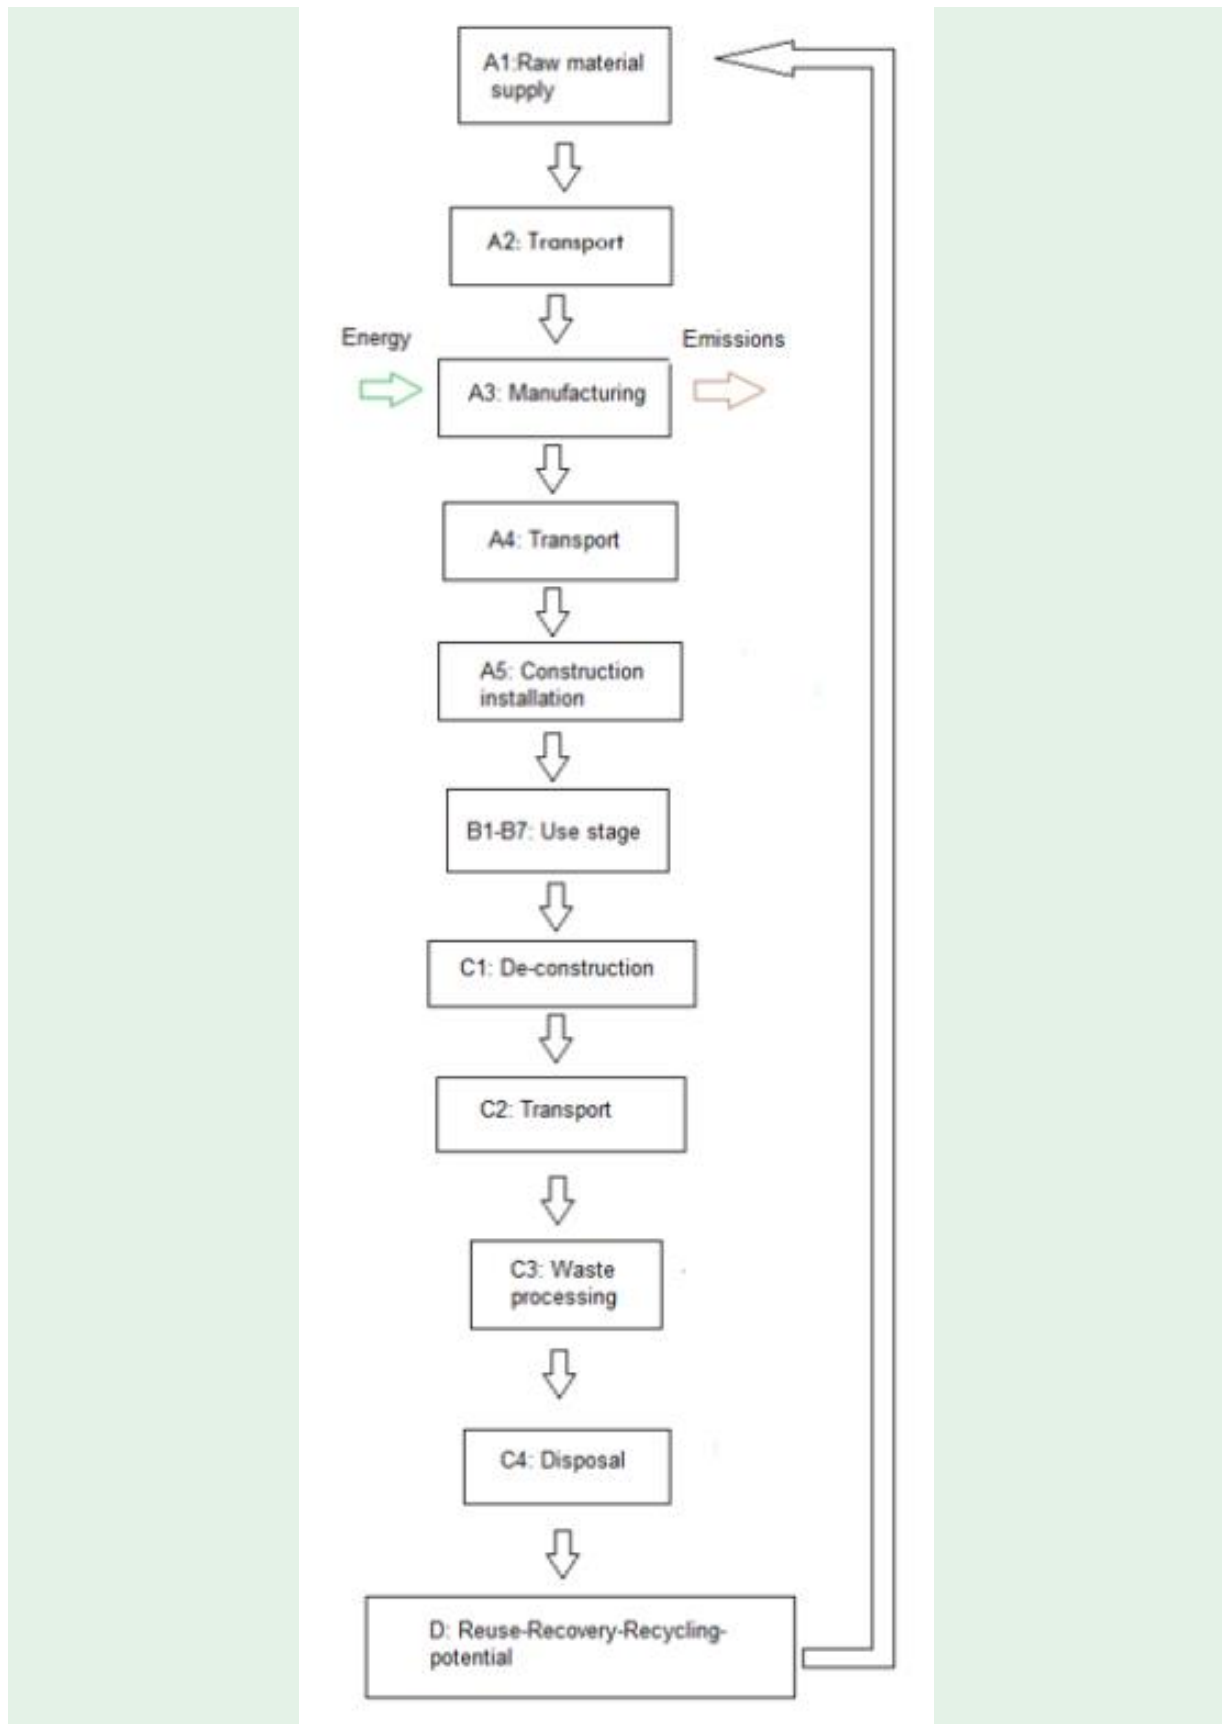 A1:Raw material
supply
A2: Transport
Energy
Emissions
A3: Manufacturing
A4: Transport
A5: Construction
installation
B1-B7: Use stage
C1: De-construction
C2: Transport
C3: Waste
processing
C4: Disposal
D: Reuse-Recovery-Recycling-
potential